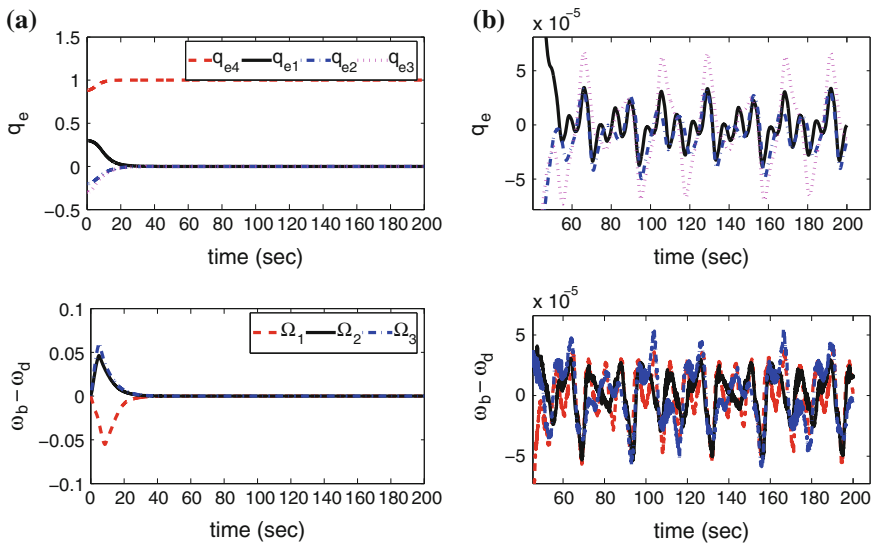 (a)
1.5
1
0.5
0
−0.5
q_e
q_e4 q_e1 q_e2 q_e3
0 20 40 60 80 100 120 140 160 180 200
time (sec)
(b)
x 10^−5
5
0
−5
q_e
60 80 100 120 140 160 180 200
time (sec)
0.1
0.05
0
−0.05
−0.1
ω_b−ω_d
Ω_1 Ω_2 Ω_3
0 20 40 60 80 100 120 140 160 180 200
time (sec)
x 10^−5
5
0
−5
ω_b−ω_d
60 80 100 120 140 160 180 200
time (sec)